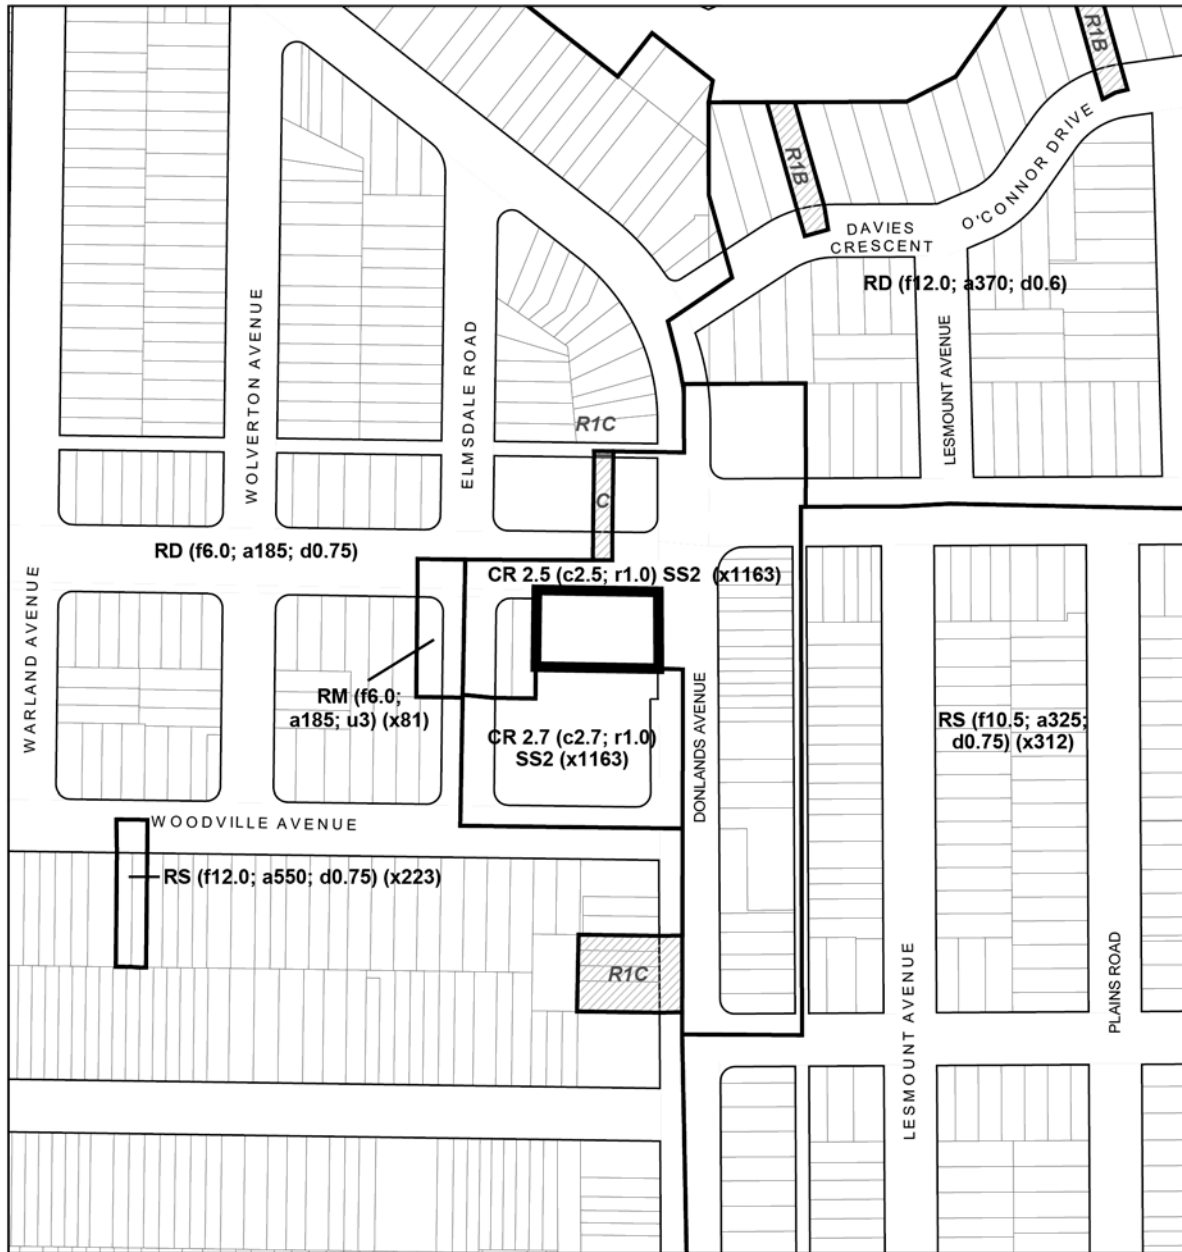 R1B
R1B
O'CONNOR DRIVE
DAVIES
CRESCENT
RD (f12.0; a370; d0.6)
WOLVERTON AVENUE
ELMSDALE ROAD
LESMOUNT AVENUE
R1C
C
RD (f6.0; a185; d0.75)
CR 2.5 (c2.5; r1.0) SS2 (x1163)
WARLAND AVENUE
RM (f6.0;
a185; u3) (x81)
CR 2.7 (c2.7; r1.0)
SS2 (x1163)
DONLANDS AVENUE
RS (f10.5; a325;
d0.75) (x312)
WOODVILLE AVENUE
RS (f12.0; a550; d0.75) (x223)
R1C
LESMOUNT AVENUE
PLAINS ROAD